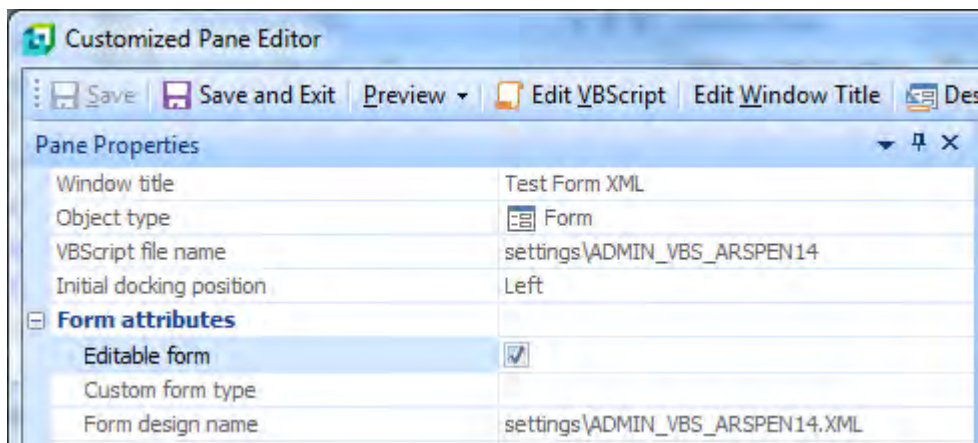 Customized Pane Editor
Save Save and Exit Preview Edit VBScript Edit Window Title Des
Pane Properties
Window title Test Form XML
Object type Form
VBScript file name settings\ADMIN_VBS_ARSPEN14
Initial docking position Left
Form attributes
Editable form
Custom form type
Form design name settings\ADMIN_VBS_ARSPEN14.XML